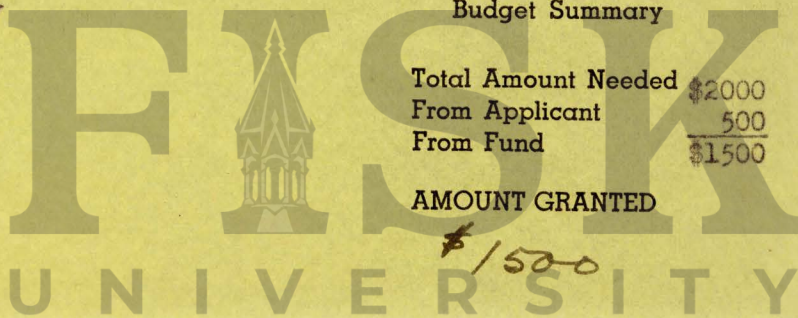 Budget Summary
Total Amount Needed $2000
From Applicant 500
From Fund $1500
AMOUNT GRANTED
$1500
FISK
UNIVERSITY